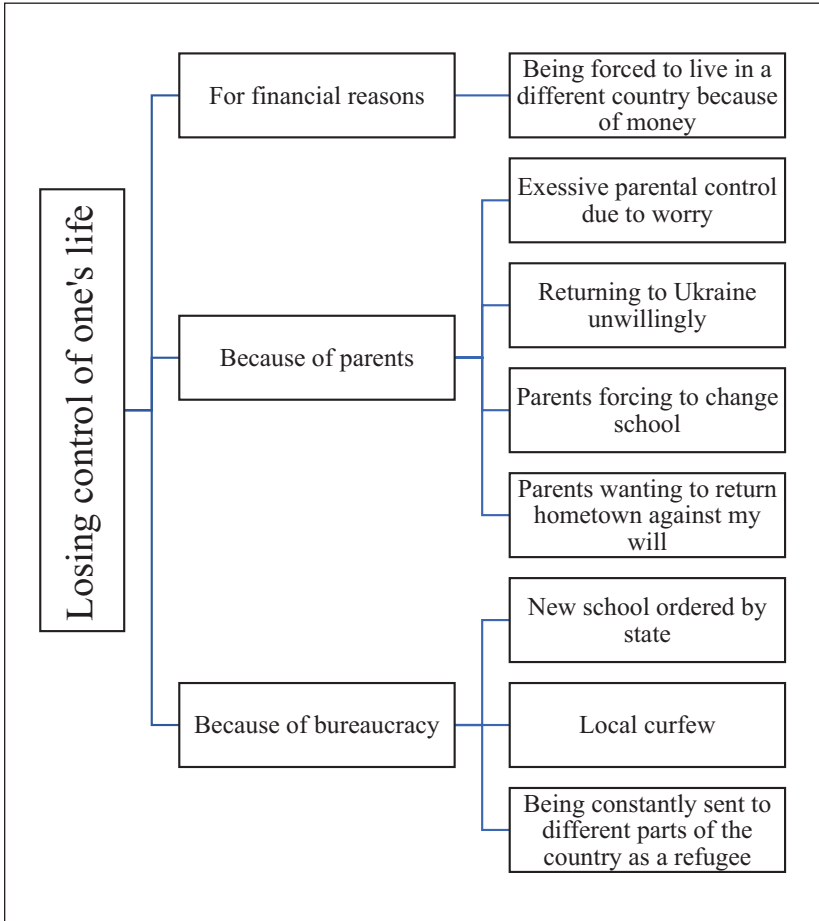 Losing control of one's life
For financial reasons
Being forced to live in a
different country because
of money
Because of parents
Exessive parental control
due to worry
Returning to Ukraine
unwillingly
Parents forcing to change
school
Parents wanting to return
hometown against my
will
Because of bureaucracy
New school ordered by
state
Local curfew
Being constantly sent to
different parts of the
country as a refugee